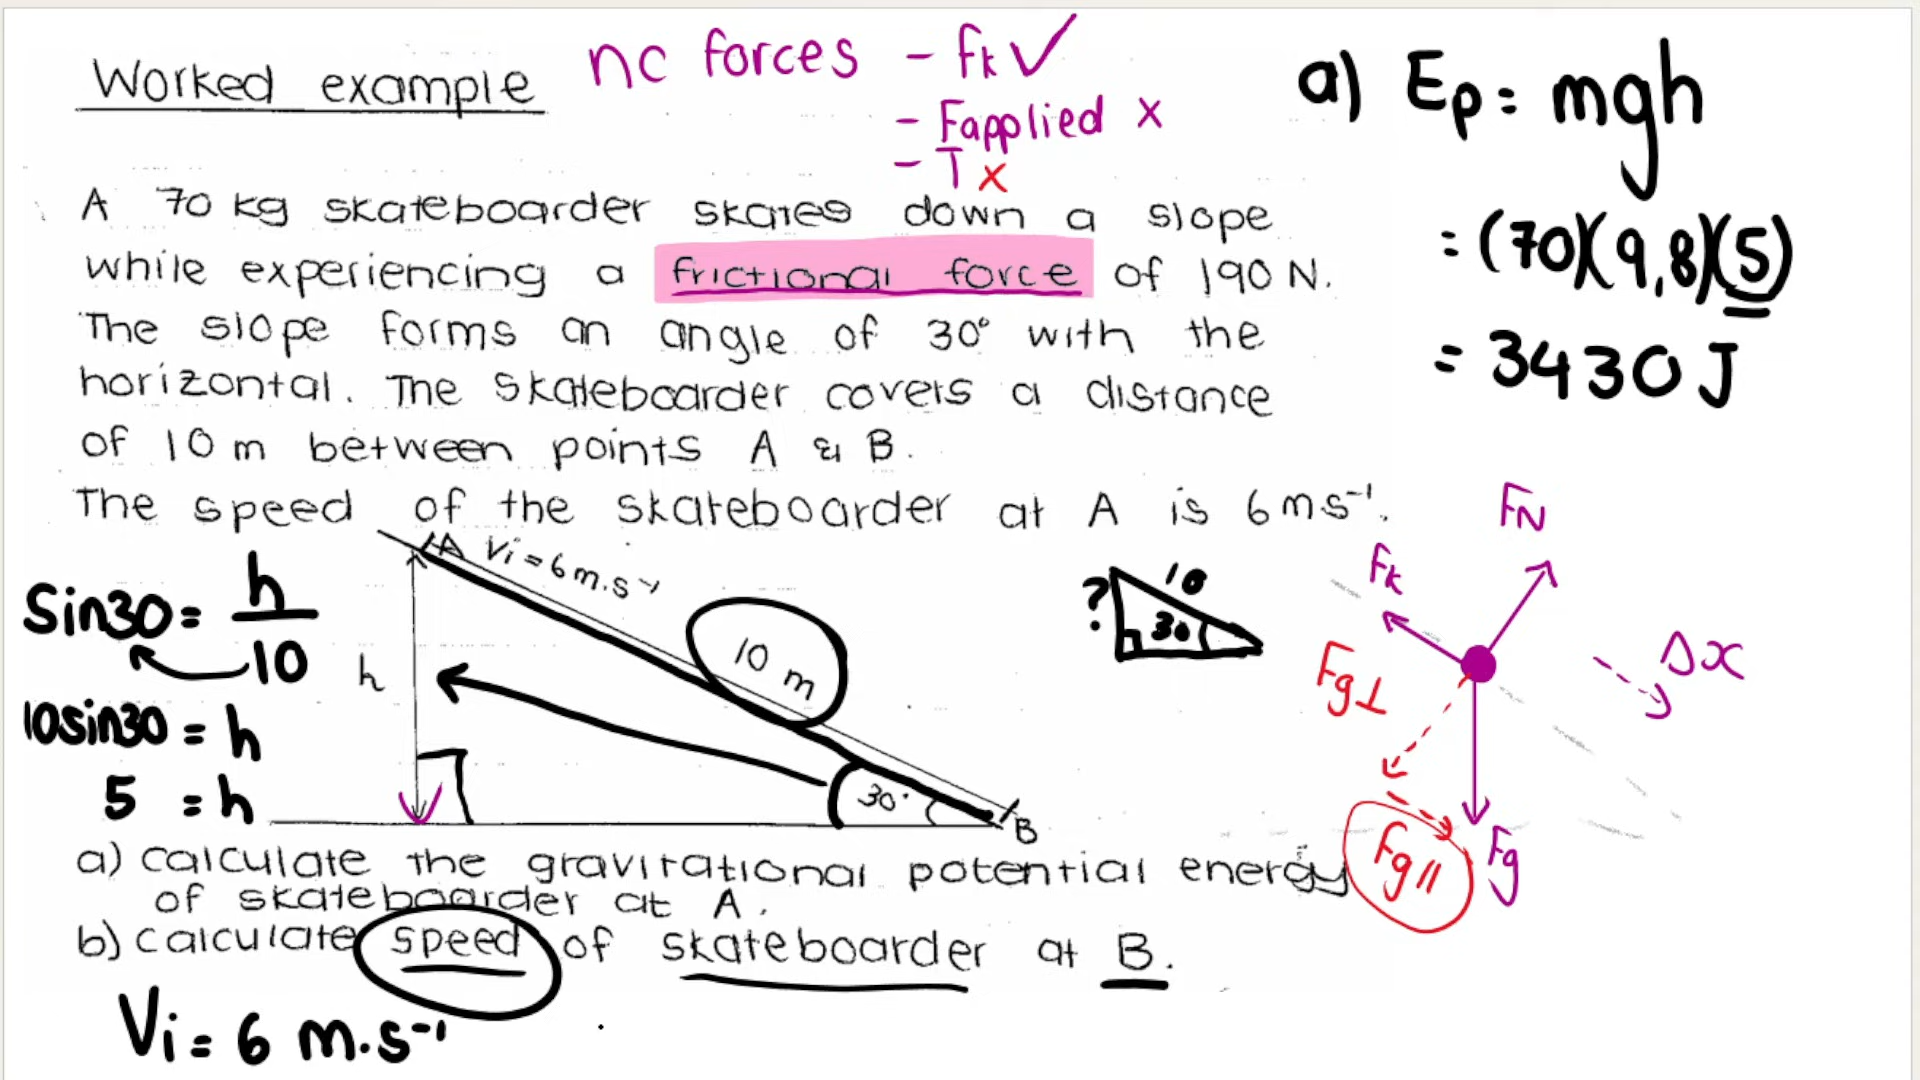 Worked example
nc forces - fk ✓
- Fapplied x
- T x
A 70 kg skateboarder skates down a slope
while experiencing a frictional force of 190 N.
The slope forms an angle of 30° with the
horizontal. The skateboarder covers a distance
of 10 m between points A & B.
The speed of the skateboarder at A is 6 m s⁻¹.
a) Ep = mgh
= (70)(9,8)(5)
= 3430 J
Sin30 = h/10
10sin30 = h
5 = h
h
A Vi = 6 m.s⁻¹
10 m
30°
B
?
10
30
FN
Fk
Δx
Fg⊥
Fg∥
Fg
a) calculate the gravitational potential energy
of skateboarder at A.
b) calculate speed of skateboarder at B.
Vi = 6 m.s⁻¹